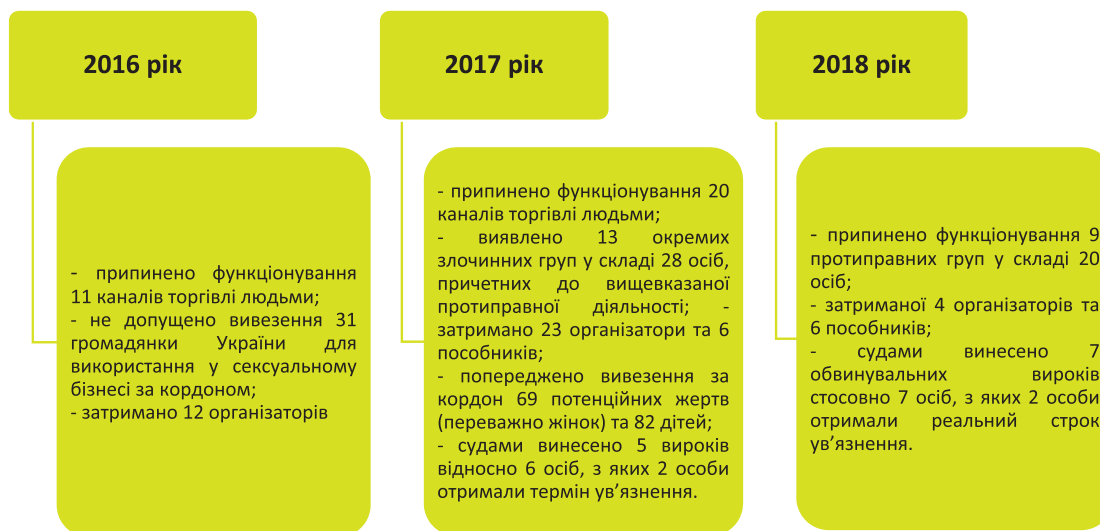 2016 рік
- припинено функціонування
11 каналів торгівлі людьми;
- не допущено вивезення 31
громадянки України для
використання у сексуальному
бізнесі за кордоном;
- затримано 12 організаторів
2017 рік
- припинено функціонування 20
каналів торгівлі людьми;
- виявлено 13 окремих
злочинних груп у складі 28 осіб,
причетних до вищевказаної
протиправної діяльності; -
затримано 23 організатори та 6
пособників;
- попереджено вивезення за
кордон 69 потенційних жертв
(переважно жінок) та 82 дітей;
- судами винесено 5 вироків
відносно 6 осіб, з яких 2 особи
отримали термін ув’язнення.
2018 рік
- припинено функціонування 9
протиправних груп у складі 20
осіб;
- затриманої 4 організаторів та
6 пособників;
- судами винесено 7
обвинувальних вироків
стосовно 7 осіб, з яких 2 особи
отримали реальний строк
ув’язнення.